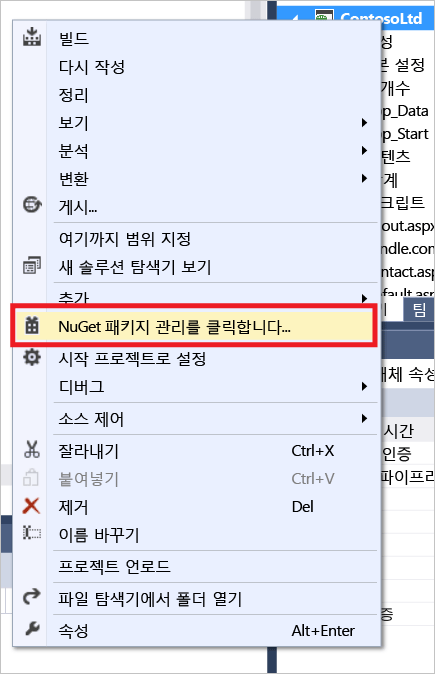 ContosoLtd
빌드
다시 작성
정리
보기
분석
변환
게시...
여기까지 범위 지정
새 솔루션 탐색기 보기
추가
NuGet 패키지 관리를 클릭합니다...
시작 프로젝트로 설정
디버그
소스 제어
잘라내기 Ctrl+X
붙여넣기 Ctrl+V
제거 Del
이름 바꾸기
프로젝트 언로드
파일 탐색기에서 폴더 열기
속성 Alt+Enter
설정
개수
p_Data
p_Start
텐츠
계
크립트
out.aspx
ndle.con
ntact.asp
efault.asp
팀
개체 속성
시간
인증
파이프라
증